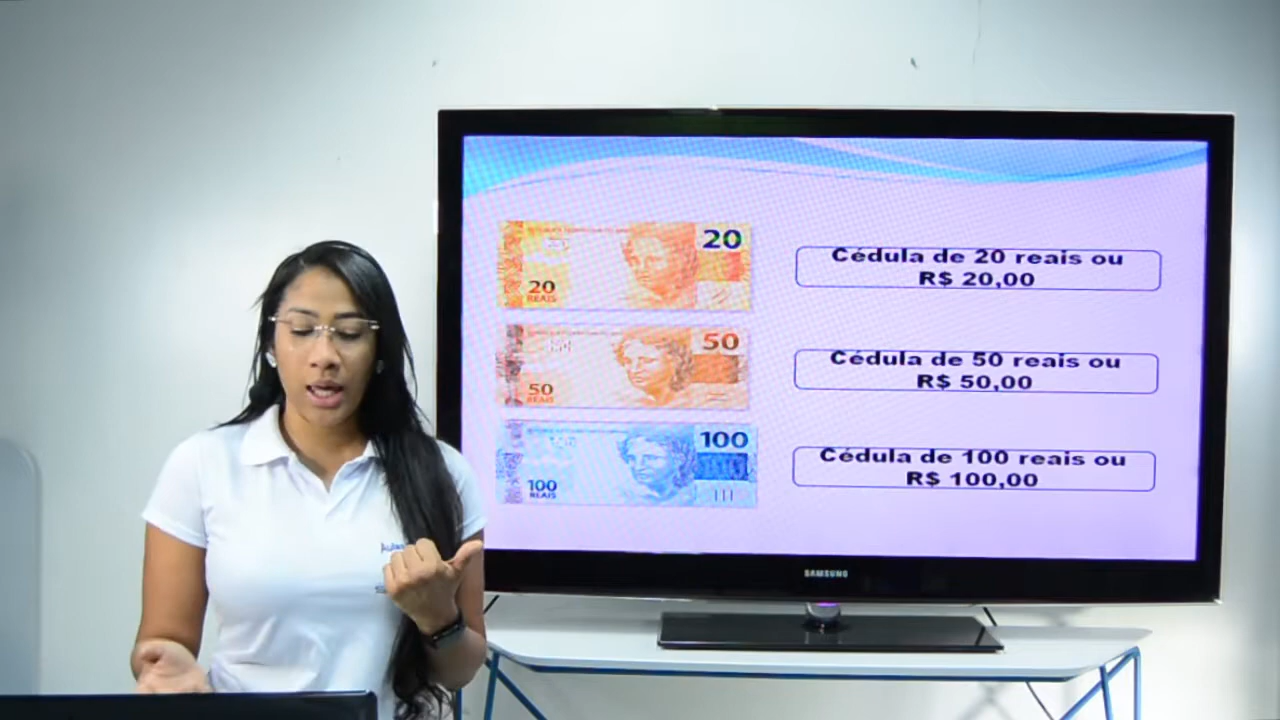 20
20
REAIS
Cédula de 20 reais ou
R$ 20,00
50
50
REAIS
Cédula de 50 reais ou
R$ 50,00
100
100
REAIS
Cédula de 100 reais ou
R$ 100,00
SAMSUNG